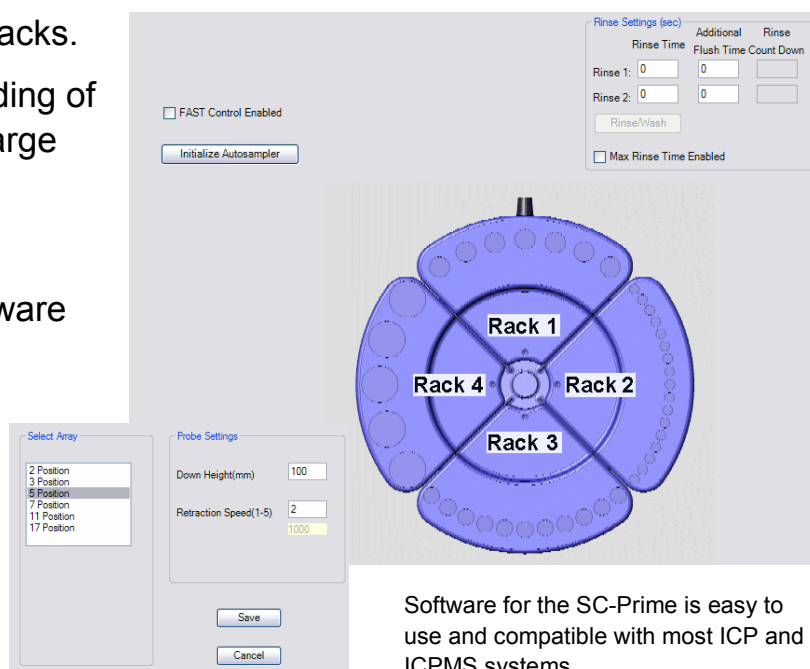 acks.
ding of
arge
ware
FAST Control Enabled
Initialize Autosampler
Rinse Settings (sec)
Additional Rinse
Rinse Time Flush Time Count Down
Rinse 1: 0 0
Rinse 2: 0 0
Rinse/Wash
Max Rinse Time Enabled
Rack 1
Rack 4 Rack 2
Rack 3
Select Array
2 Position
3 Position
5 Position
7 Position
11 Position
17 Position
Probe Settings
Down Height(mm) 100
Retraction Speed(1-5) 2
1000
Save
Cancel
Software for the SC-Prime is easy to
use and compatible with most ICP and
ICPMS systems